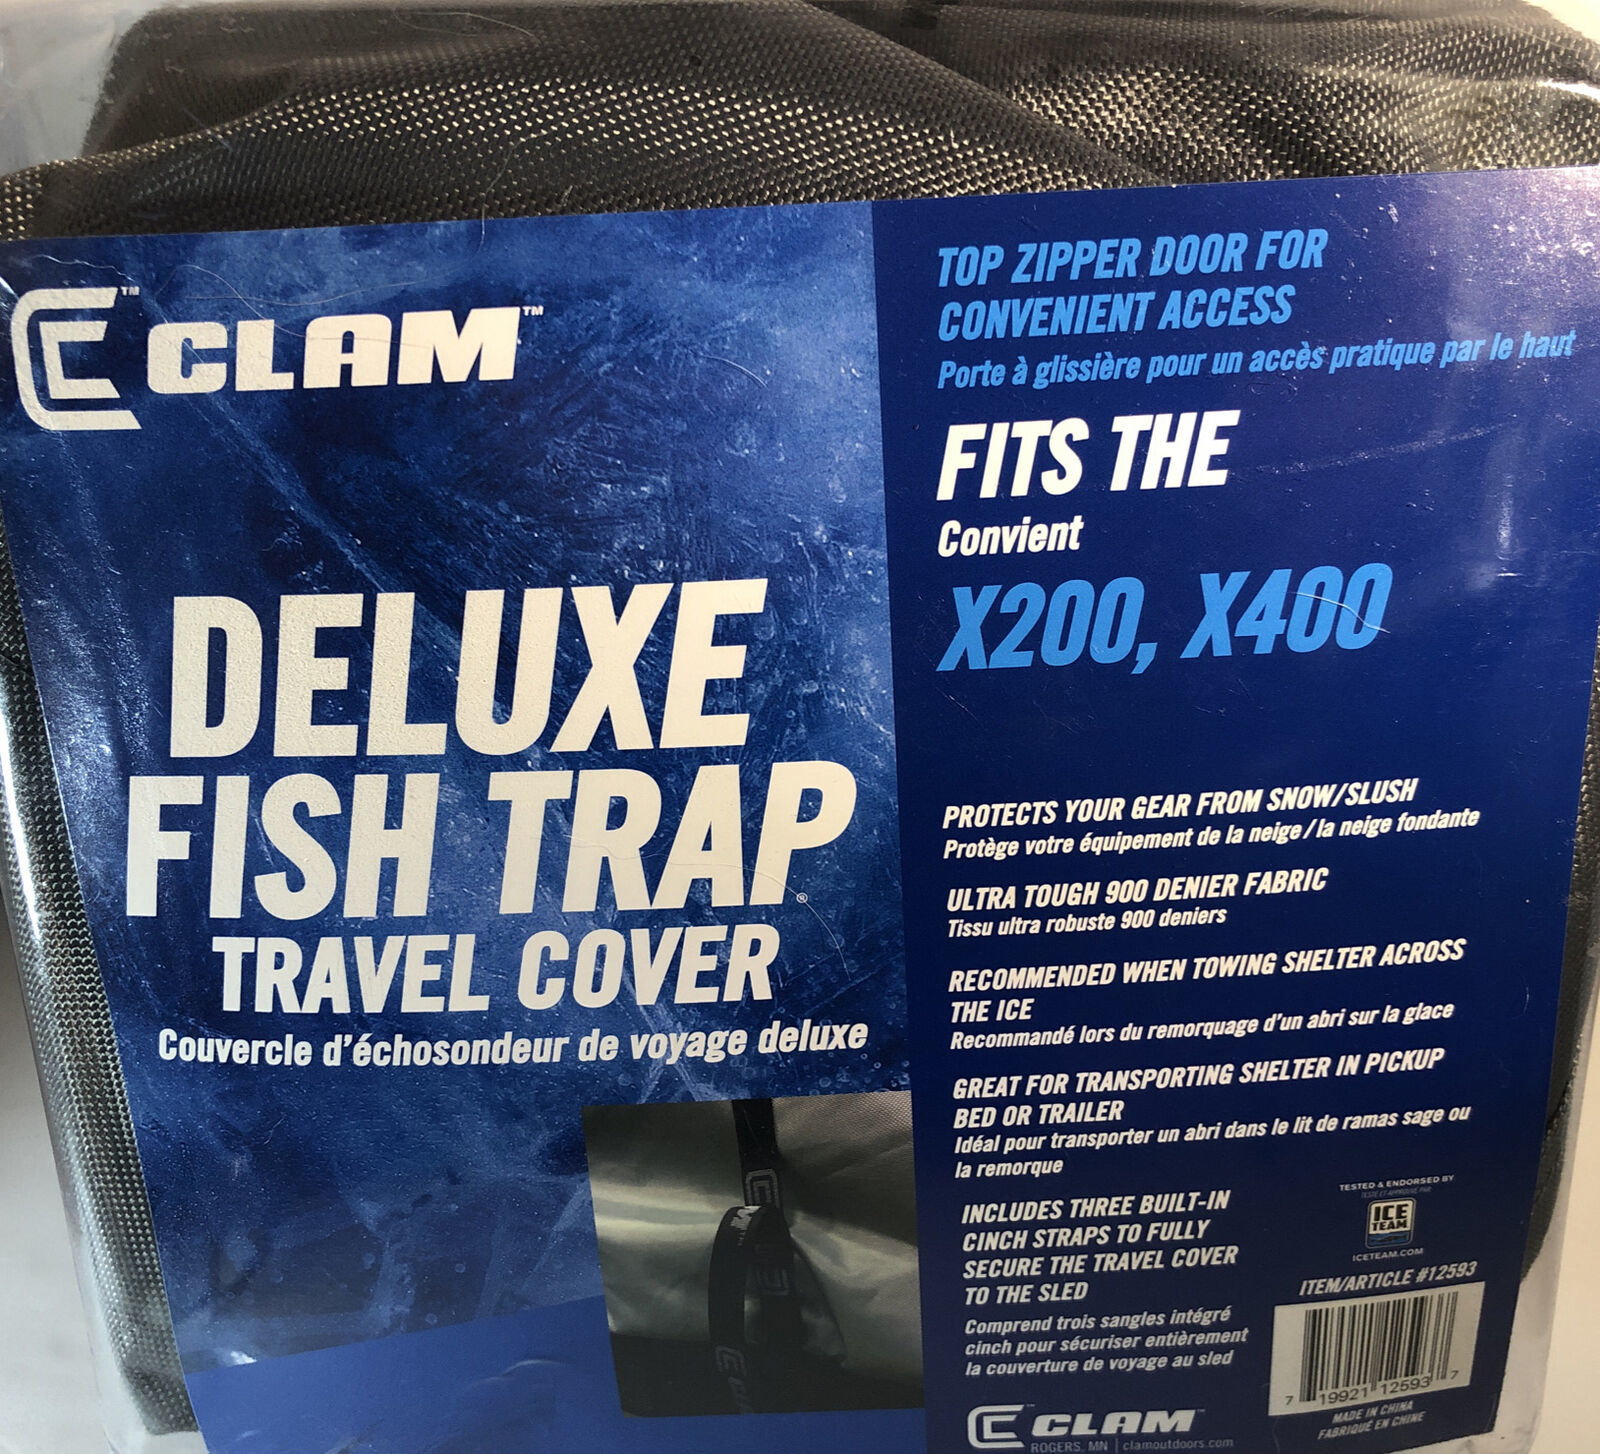 CLAM™
DELUXE
FISH TRAP®
TRAVEL COVER
Couvercle d'échosondeur de voyage deluxe
TOP ZIPPER DOOR FOR
CONVENIENT ACCESS
Porte à glissière pour un accès pratique par le haut
FITS THE
Convient
X200, X400
PROTECTS YOUR GEAR FROM SNOW/SLUSH
Protège votre équipement de la neige/la neige fondante
ULTRA TOUGH 900 DENIER FABRIC
Tissu ultra robuste 900 deniers
RECOMMENDED WHEN TOWING SHELTER ACROSS
THE ICE
Recommandé lors du remorquage d'un abri sur la glace
GREAT FOR TRANSPORTING SHELTER IN PICKUP
BED OR TRAILER
Idéal pour transporter un abri dans le lit de ramas sage ou
la remorque
INCLUDES THREE BUILT-IN
CINCH STRAPS TO FULLY
SECURE THE TRAVEL COVER
TO THE SLED
Comprend trois sangles intégré
cinch pour sécuriser entièrement
la couverture de voyage au sled
TESTED & ENDORSED BY
TESTÉ ET APPROUVÉ PAR
ICE
TEAM
ICETEAM.COM
ITEM/ARTICLE #12593
7 19921 12593 7
MADE IN CHINA
FABRIQUÉ EN CHINE
CLAM™
ROGERS, MN | clamoutdoors.com